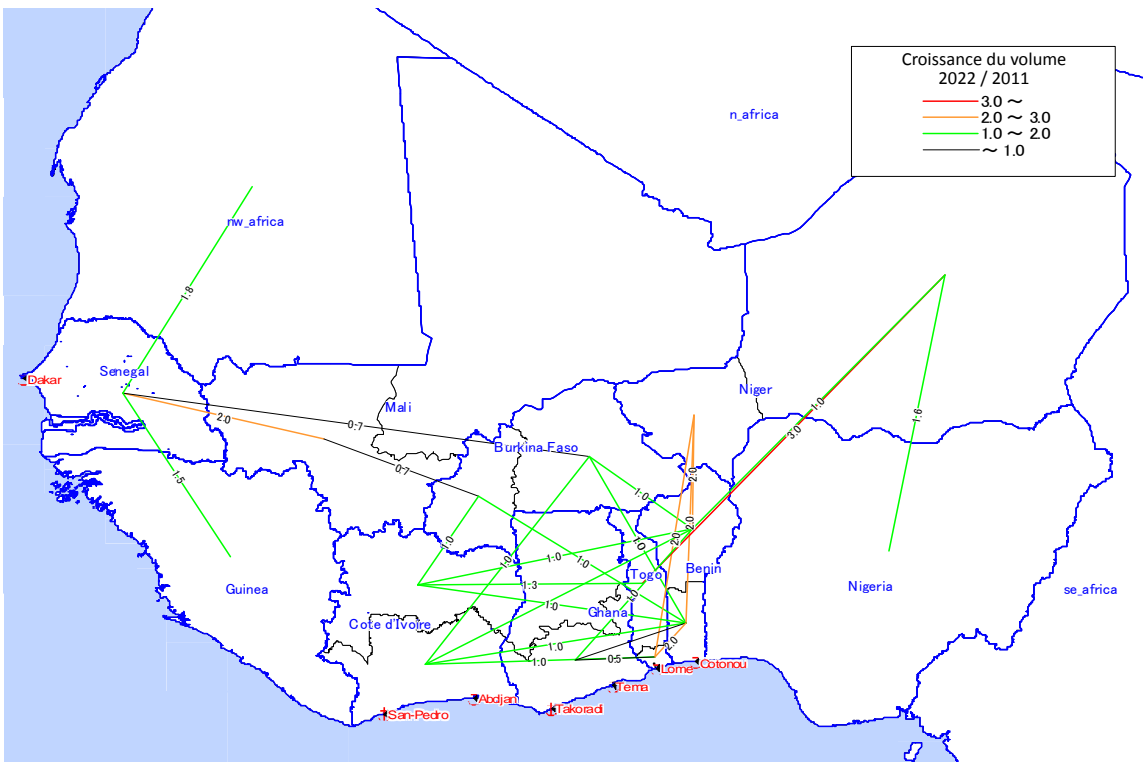 Croissance du volume
2022 / 2011
3.0 ~
2.0 ~ 3.0
1.0 ~ 2.0
~ 1.0
n_africa
nw_africa
1.8
Senegal
Dakar
Mali
Niger
2.0
0.7
1.0
3.0
1.6
Burkina Faso
0.7
2.0
1.5
1.0
2.0
1.0
2.0
1.0
1.0
1.0
1.0
Togo
Benin
Guinea
1.3
1.0
Nigeria
se_africa
1.0
Ghana
Cote d'Ivoire
1.0
2.0
1.0
0.5
Lome
Cotonou
Tema
Abdjan
Takoradi
San-Pedro